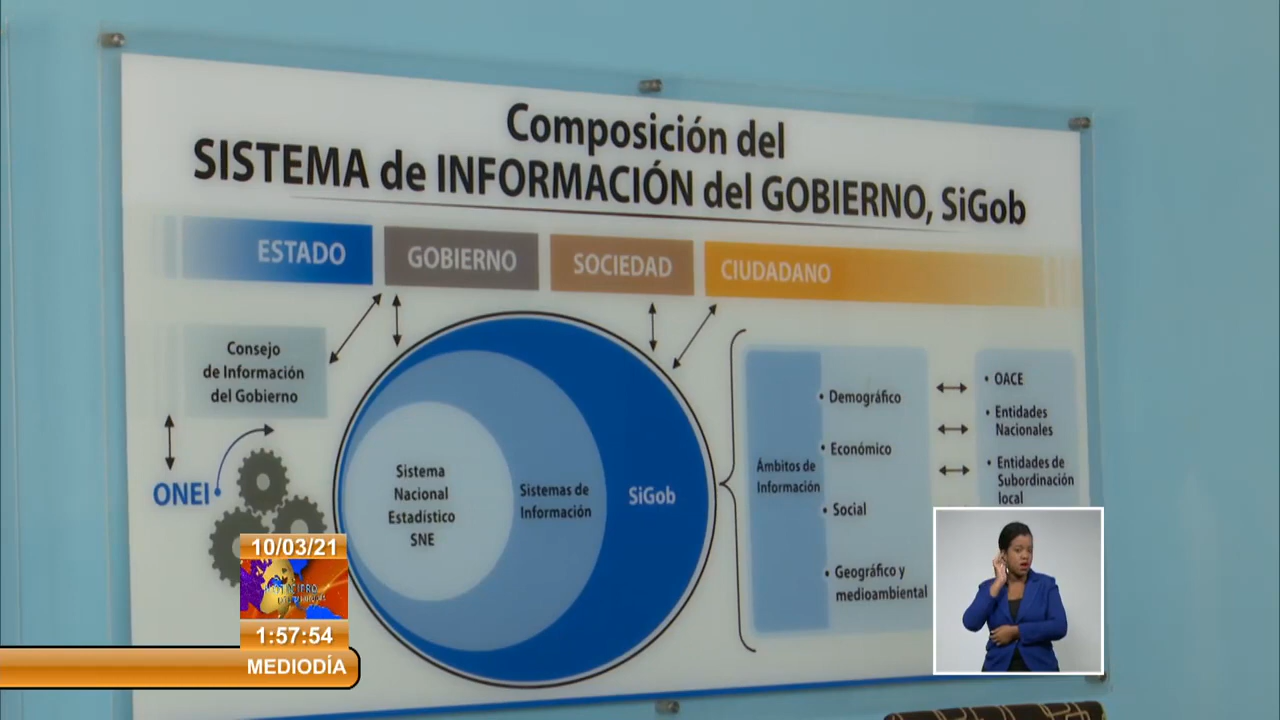 Composición del
SISTEMA de INFORMACIÓN del GOBIERNO, SiGob
ESTADO
GOBIERNO
SOCIEDAD
CIUDADANO
Consejo
de Información
del Gobierno
ONEI
Sistema
Nacional
Estadístico
SNE
Sistemas de
Información
SiGob
Ámbitos de
Información
• Demográfico
• Económico
• Social
• Geográfico y
medioambiental
• OACE
• Entidades
Nacionales
• Entidades de
Subordinación
local
10/03/21
1:57:54
MEDIODÍA